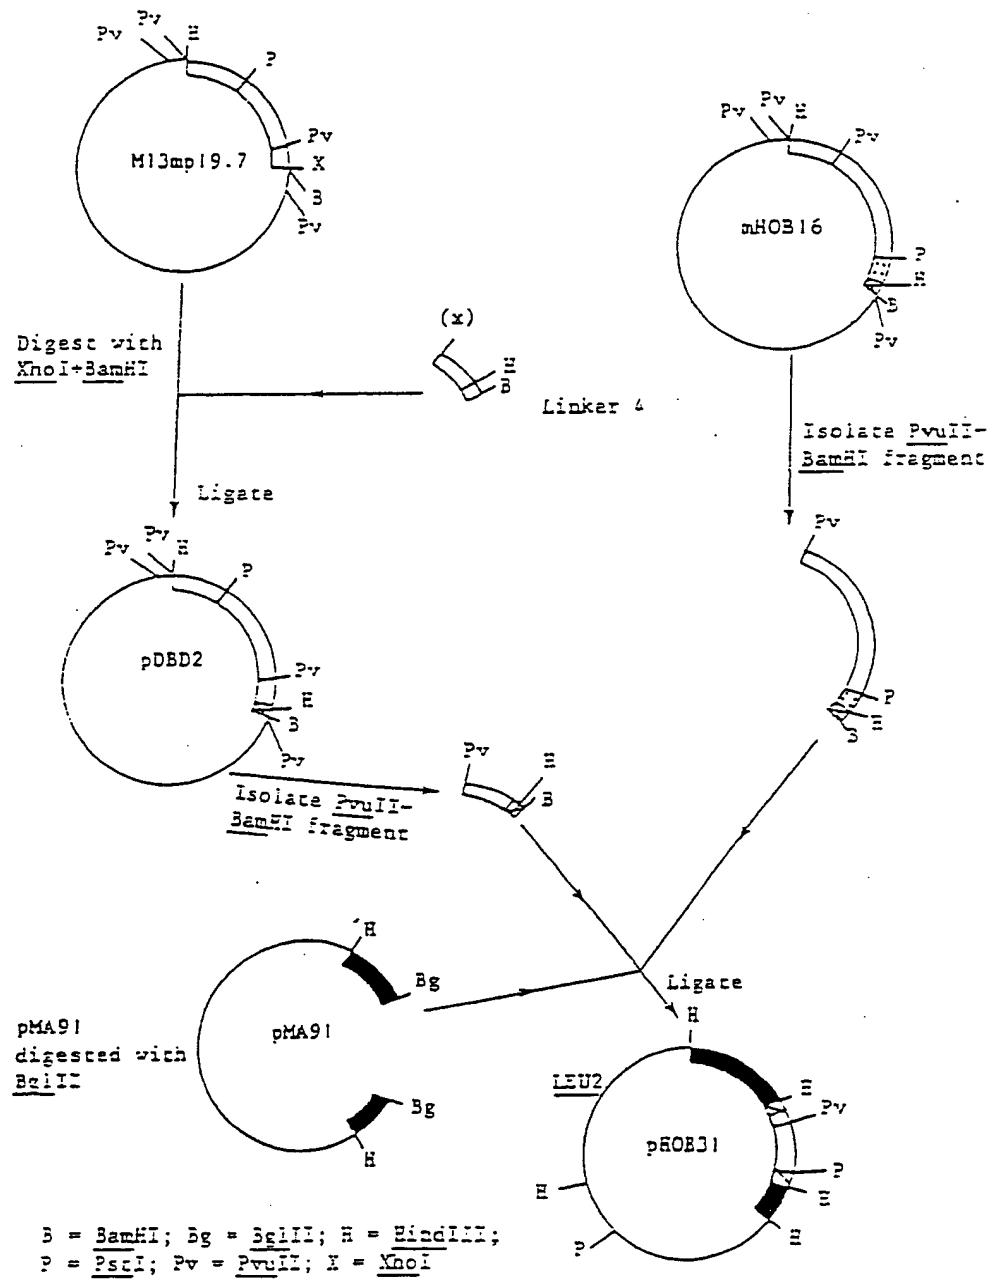 Pv
Pv
H
P
Pv
X
B
Pv
M13mp19.7
Pv
Pv
H
Pv
mHOB16
P
H
B
Pv
Digest with
XhoI+BamHI
(x)
H
B
Linker 4
Isolate PvuII-
BamHI fragment
Ligate
Pv
Pv
H
P
pDBD2
Pv
H
B
Pv
Pv
P
H
B
Isolate PvuII-
BamHI fragment
Pv
H
B
H
Bg
pMA91
pMA91
digested with
BglII
Bg
H
Ligate
H
LEU2
H
Pv
pHOB31
P
H
H
H
P
B = BamHI; Bg = BglII; H = HindIII;
P = PstI; Pv = PvuII; X = XhoI